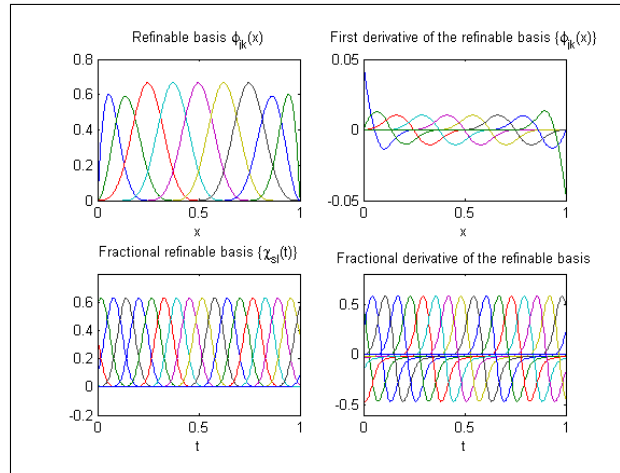 Refinable basis ϕjk(x)
0.8
0.6
0.4
0.2
0
0 0.5 1
x
First derivative of the refinable basis {ϕjk(x)}
0.05
0
-0.05
0 0.5 1
x
Fractional refinable basis {χsl(t)}
0.6
0.4
0.2
0
-0.2
0 0.5 1
t
Fractional derivative of the refinable basis
0.5
0
-0.5
0 0.5 1
t